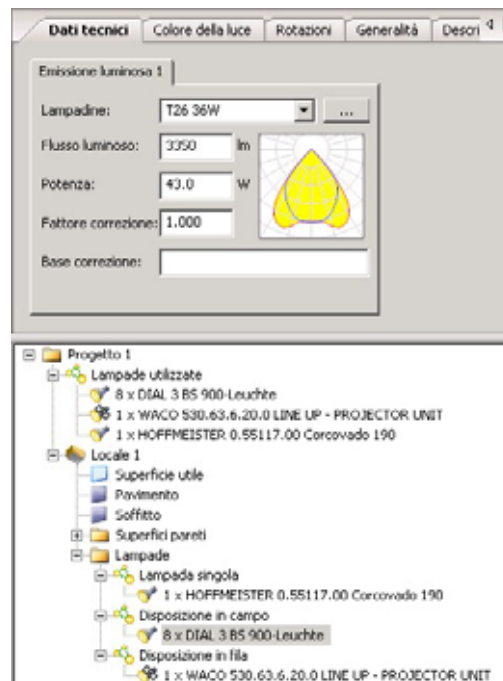 Dati tecnici Colore della luce Rotazioni Generalità Descri
Emissione luminosa 1
Lampadine: T26 36W ...
Flusso luminoso: 3350 lm
Potenza: 43.0 W
Fattore correzione: 1.000
Base correzione:
Progetto 1
Lampade utilizzate
8 x DIAL 3 BS 900-Leuchte
1 x WACO 530.63.6.20.0 LINE UP - PROJECTOR UNIT
1 x HOFFMEISTER 0.55117.00 Corcovado 190
Locale 1
Superficie utile
Pavimento
Soffitto
Superfici pareti
Lampade
Lampada singola
1 x HOFFMEISTER 0.55117.00 Corcovado 190
Disposizione in campo
8 x DIAL 3 BS 900-Leuchte
Disposizione in fila
1 x WACO 530.63.6.20.0 LINE UP - PROJECTOR UNIT